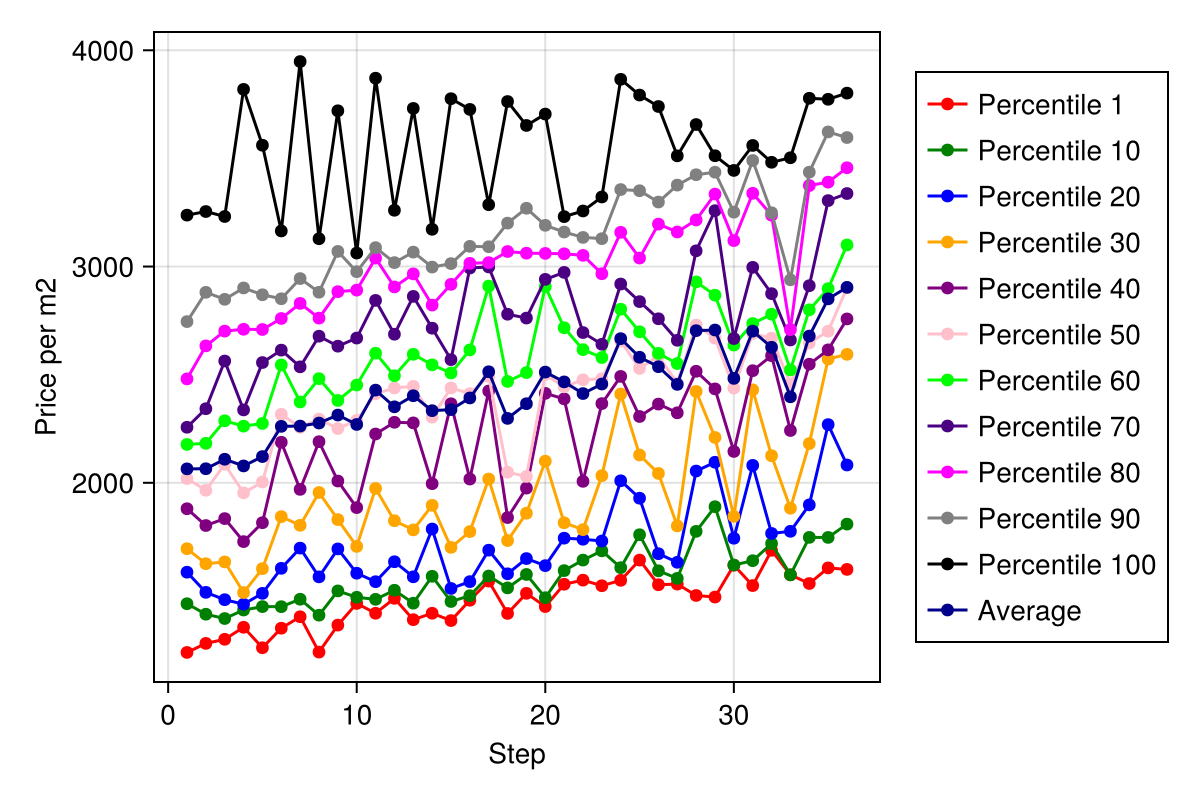 4000
3000
2000
Price per m2
0 10 20 30
Step
Percentile 1
Percentile 10
Percentile 20
Percentile 30
Percentile 40
Percentile 50
Percentile 60
Percentile 70
Percentile 80
Percentile 90
Percentile 100
Average